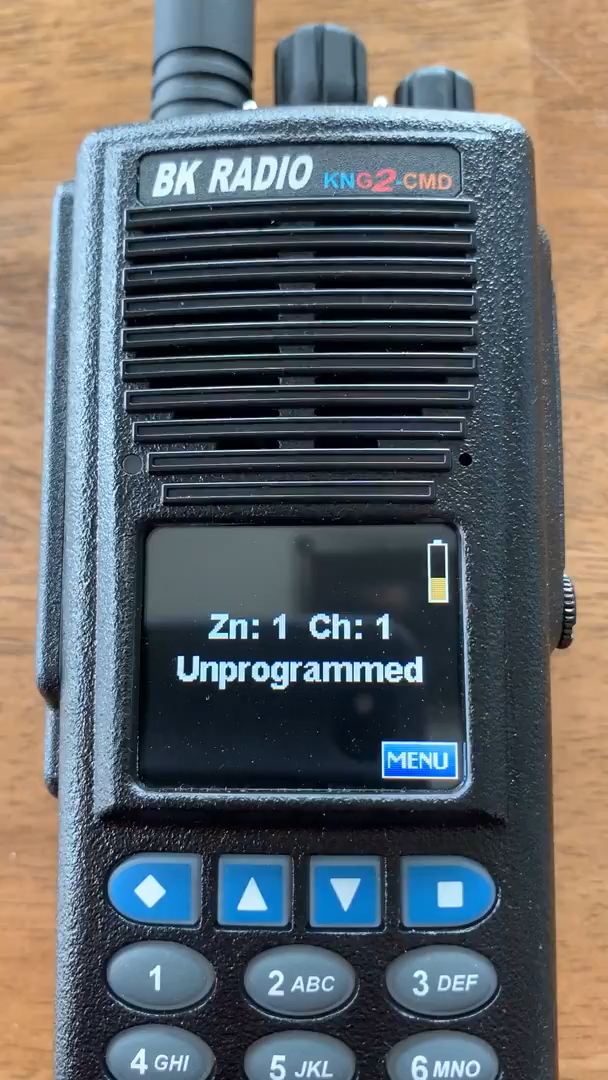 BK RADIO KNG2-CMD
Zn: 1 Ch: 1
Unprogrammed
MENU
1 2 ABC 3 DEF
4 GHI 5 JKL 6 MNO